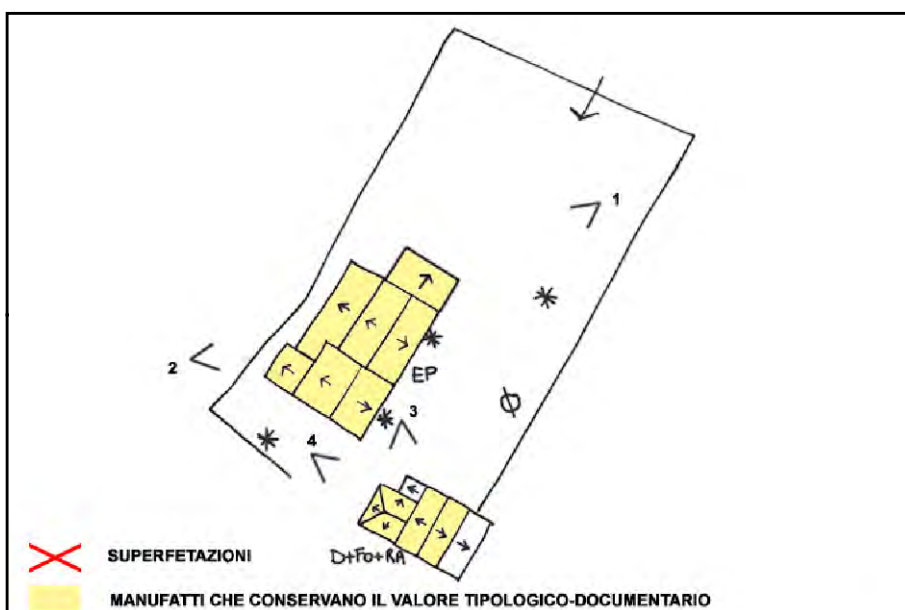 1
2
EP
3
4
D+FO+RA
SUPERFETAZIONI
MANUFATTI CHE CONSERVANO IL VALORE TIPOLOGICO-DOCUMENTARIO